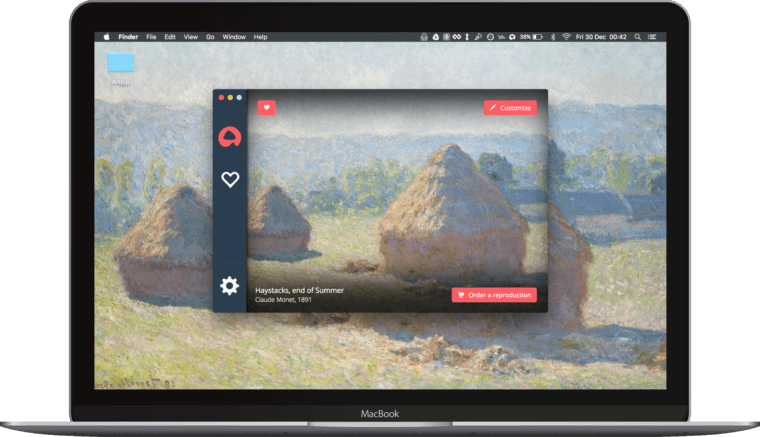 Finder File Edit View Go Window Help 38% Fri 30 Dec 00:42
Customize
Haystacks, end of Summer
Claude Monet, 1891
Order a reproduction
MacBook